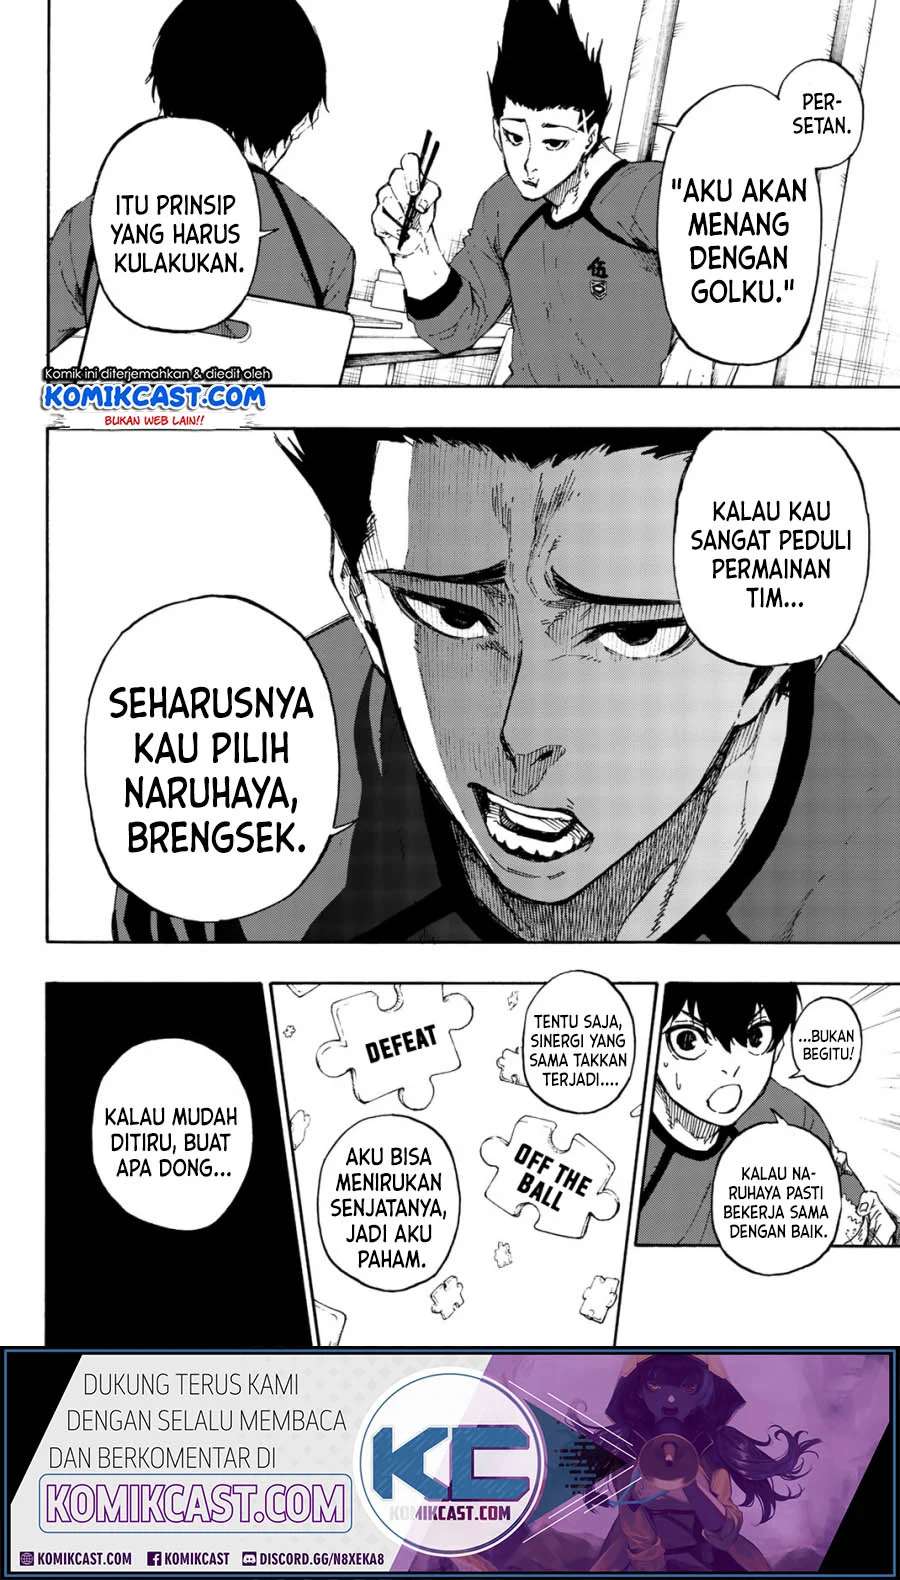 PER-
SETAN.
"AKU AKAN
MENANG
DENGAN
GOLKU."
ITU PRINSIP
YANG HARUS
KULAKUKAN.
伍
Komik ini diterjemahkan & diedit oleh
KOMIKCAST.COM
BUKAN WEB LAIN!!
KALAU KAU
SANGAT PEDULI
PERMAINAN
TIM...
SEHARUSNYA
KAU PILIH
NARUHAYA,
BRENGSEK.
...BUKAN
BEGITU!
KALAU NA-
RUHAYA PASTI
BEKERJA SAMA
DENGAN BAIK.
TENTU SAJA,
SINERGI YANG
SAMA TAKKAN
TERJADI....
DEFEAT
OFF THE
BALL
AKU BISA
MENIRUKAN
SENJATANYA,
JADI AKU
PAHAM.
KALAU MUDAH
DITIRU, BUAT
APA DONG...
DUKUNG TERUS KAMI
DENGAN SELALU MEMBACA
DAN BERKOMENTAR DI
KOMIKCAST.COM
KC
KOMIKCAST.COM
KOMIKCAST.COM KOMIKCAST DISCORD.GG/N8XEKA8